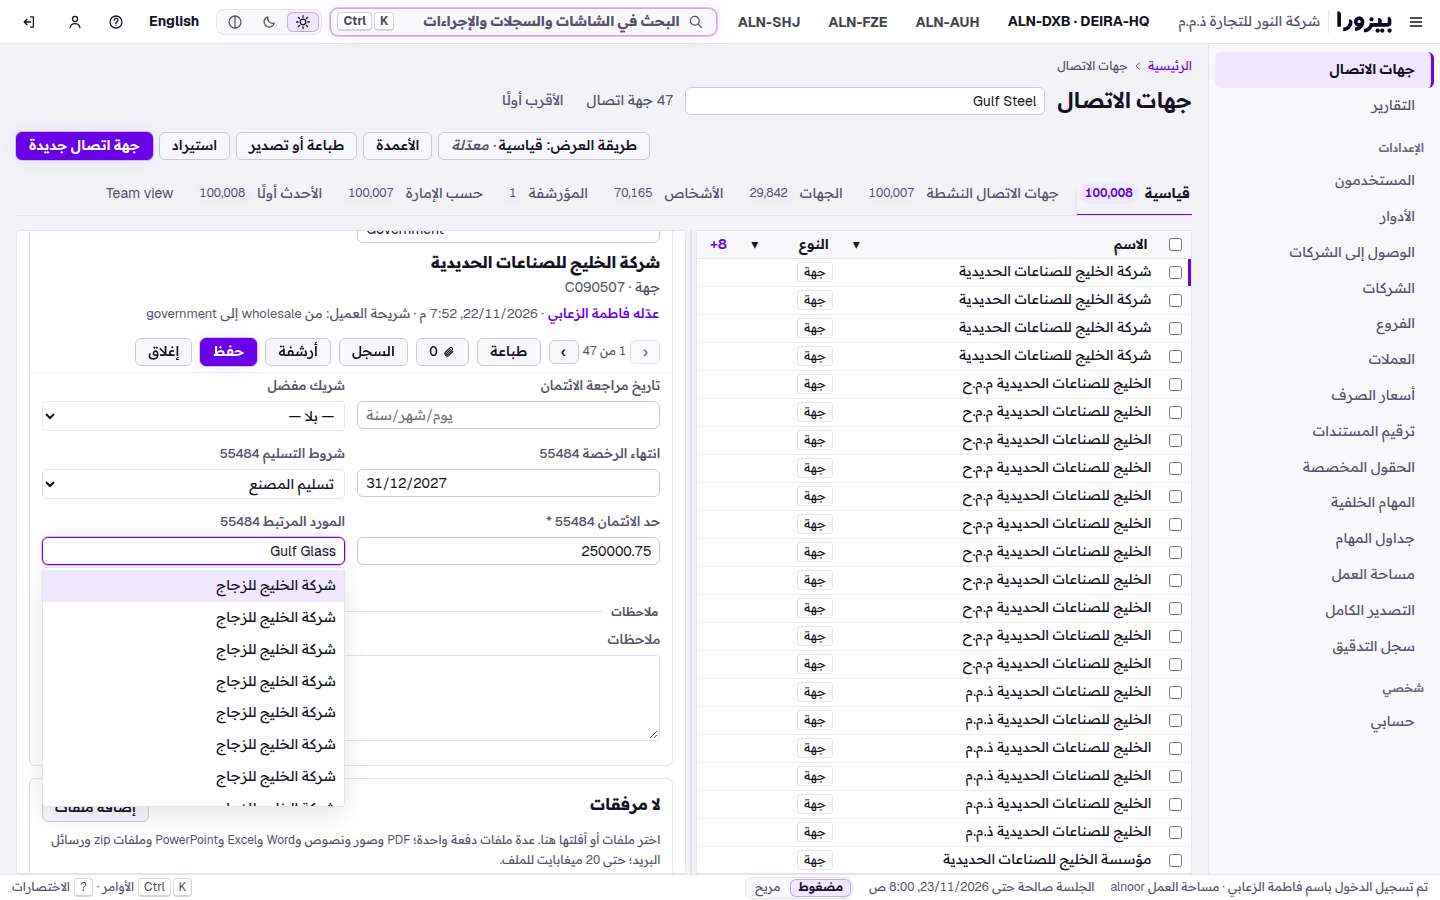 بيزورا
شركة النور للتجارة ذ.م.م
ALN-DXB · DEIRA-HQ
ALN-AUH
ALN-FZE
ALN-SHJ
البحث في الشاشات والسجلات والإجراءات
Ctrl K
English
جهات الاتصال
التقارير
الإعدادات
المستخدمون
الأدوار
الوصول إلى الشركات
الشركات
الفروع
العملات
أسعار الصرف
ترقيم المستندات
الحقول المخصصة
المهام الخلفية
جداول المهام
مساحة العمل
التصدير الكامل
سجل التدقيق
شخصي
حسابي
الرئيسية › جهات الاتصال
جهات الاتصال
Gulf Steel
47 جهة اتصال
الأقرب أولًا
طريقة العرض: قياسية · معدّلة
الأعمدة
طباعة أو تصدير
استيراد
جهة اتصال جديدة
قياسية 100,008
جهات الاتصال النشطة 100,007
الجهات 29,842
الأشخاص 70,165
المؤرشفة 1
حسب الإمارة 100,007
الأحدث أولًا 100,008
Team view
الاسم ▼ النوع ▼ +8
شركة الخليج للصناعات الحديدية جهة
شركة الخليج للصناعات الحديدية جهة
شركة الخليج للصناعات الحديدية جهة
شركة الخليج للصناعات الحديدية جهة
الخليج للصناعات الحديدية م.م.ح جهة
الخليج للصناعات الحديدية م.م.ح جهة
الخليج للصناعات الحديدية م.م.ح جهة
الخليج للصناعات الحديدية م.م.ح جهة
الخليج للصناعات الحديدية م.م.ح جهة
الخليج للصناعات الحديدية م.م.ح جهة
الخليج للصناعات الحديدية م.م.ح جهة
الخليج للصناعات الحديدية م.م.ح جهة
الخليج للصناعات الحديدية م.م.ح جهة
الخليج للصناعات الحديدية م.م.ح جهة
الخليج للصناعات الحديدية م.م.ح جهة
الخليج للصناعات الحديدية ذ.م.م جهة
الخليج للصناعات الحديدية ذ.م.م جهة
الخليج للصناعات الحديدية ذ.م.م جهة
الخليج للصناعات الحديدية ذ.م.م جهة
الخليج للصناعات الحديدية ذ.م.م جهة
الخليج للصناعات الحديدية ذ.م.م جهة
مؤسسة الخليج للصناعات الحديدية جهة
Government
شركة الخليج للصناعات الحديدية
جهة · C090507
عدّله فاطمة الزعابي · 22/11/2026, 7:52 م · شريحة العميل: من wholesale إلى government
1 من 47
طباعة
0
السجل
أرشفة
حفظ
إغلاق
تاريخ مراجعة الائتمان
يوم/شهر/سنة
شريك مفضل
— بلا —
انتهاء الرخصة 55484
31/12/2027
شروط التسليم 55484
تسليم المصنع
حد الائتمان 55484 *
250000.75
المورد المرتبط 55484
Gulf Glass
شركة الخليج للزجاج
شركة الخليج للزجاج
شركة الخليج للزجاج
شركة الخليج للزجاج
شركة الخليج للزجاج
شركة الخليج للزجاج
شركة الخليج للزجاج
شركة الخليج للزجاج
ملاحظات
ملاحظات
لا مرفقات
إضافة ملفات
اختر ملفات أو أفلتها هنا. عدة ملفات دفعة واحدة؛ PDF وصور ونصوص وWord وExcel وPowerPoint وملفات zip ورسائل
البريد؛ حتى 20 ميغابايت للملف.
تم تسجيل الدخول باسم فاطمة الزعابي · مساحة العمل alnoor
الجلسة صالحة حتى 23/11/2026, 8:00 ص
مضغوط
مريح
Ctrl K الأوامر · ? الاختصارات